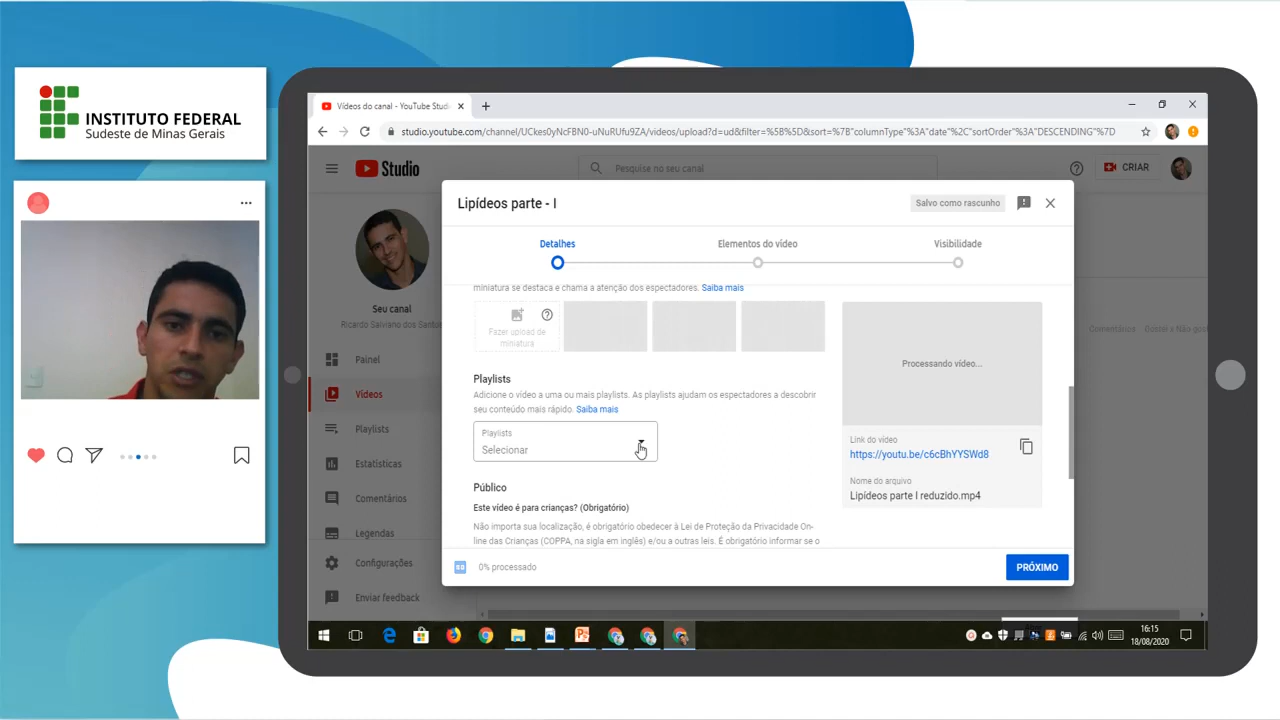 INSTITUTO FEDERAL
Sudeste de Minas Gerais
Vídeos do canal - YouTube Stud
studio.youtube.com/channel/UCkes0yNcFBN0-uNuRUfu9ZA/videos/upload?d=ud&filter=%5B%5D&sort=%7B"columnType"%3A"date"%2C"sortOrder"%3A"DESCENDING"%7D
Studio
Pesquise no seu canal
CRIAR
Seu canal
Ricardo Salviano dos Santos
Painel
Vídeos
Playlists
Estatísticas
Comentários
Legendas
Configurações
Enviar feedback
Lipídeos parte - I
Salvo como rascunho
Detalhes
Elementos do vídeo
Visibilidade
miniatura se destaca e chama a atenção dos espectadores. Saiba mais
Fazer upload de
miniatura
Playlists
Adicione o vídeo a uma ou mais playlists. As playlists ajudam os espectadores a descobrir
seu conteúdo mais rápido. Saiba mais
Playlists
Selecionar
Público
Este vídeo é para crianças? (Obrigatório)
Não importa sua localização, é obrigatório obedecer à Lei de Proteção da Privacidade On-
line das Crianças (COPPA, na sigla em inglês) e/ou a outras leis. É obrigatório informar se o
Processando vídeo...
Link do vídeo
https://youtu.be/c6cBhYYSWd8
Nome do arquivo
Lipídeos parte I reduzido.mp4
0% processado
PRÓXIMO
Comentários
16:15
18/08/2020